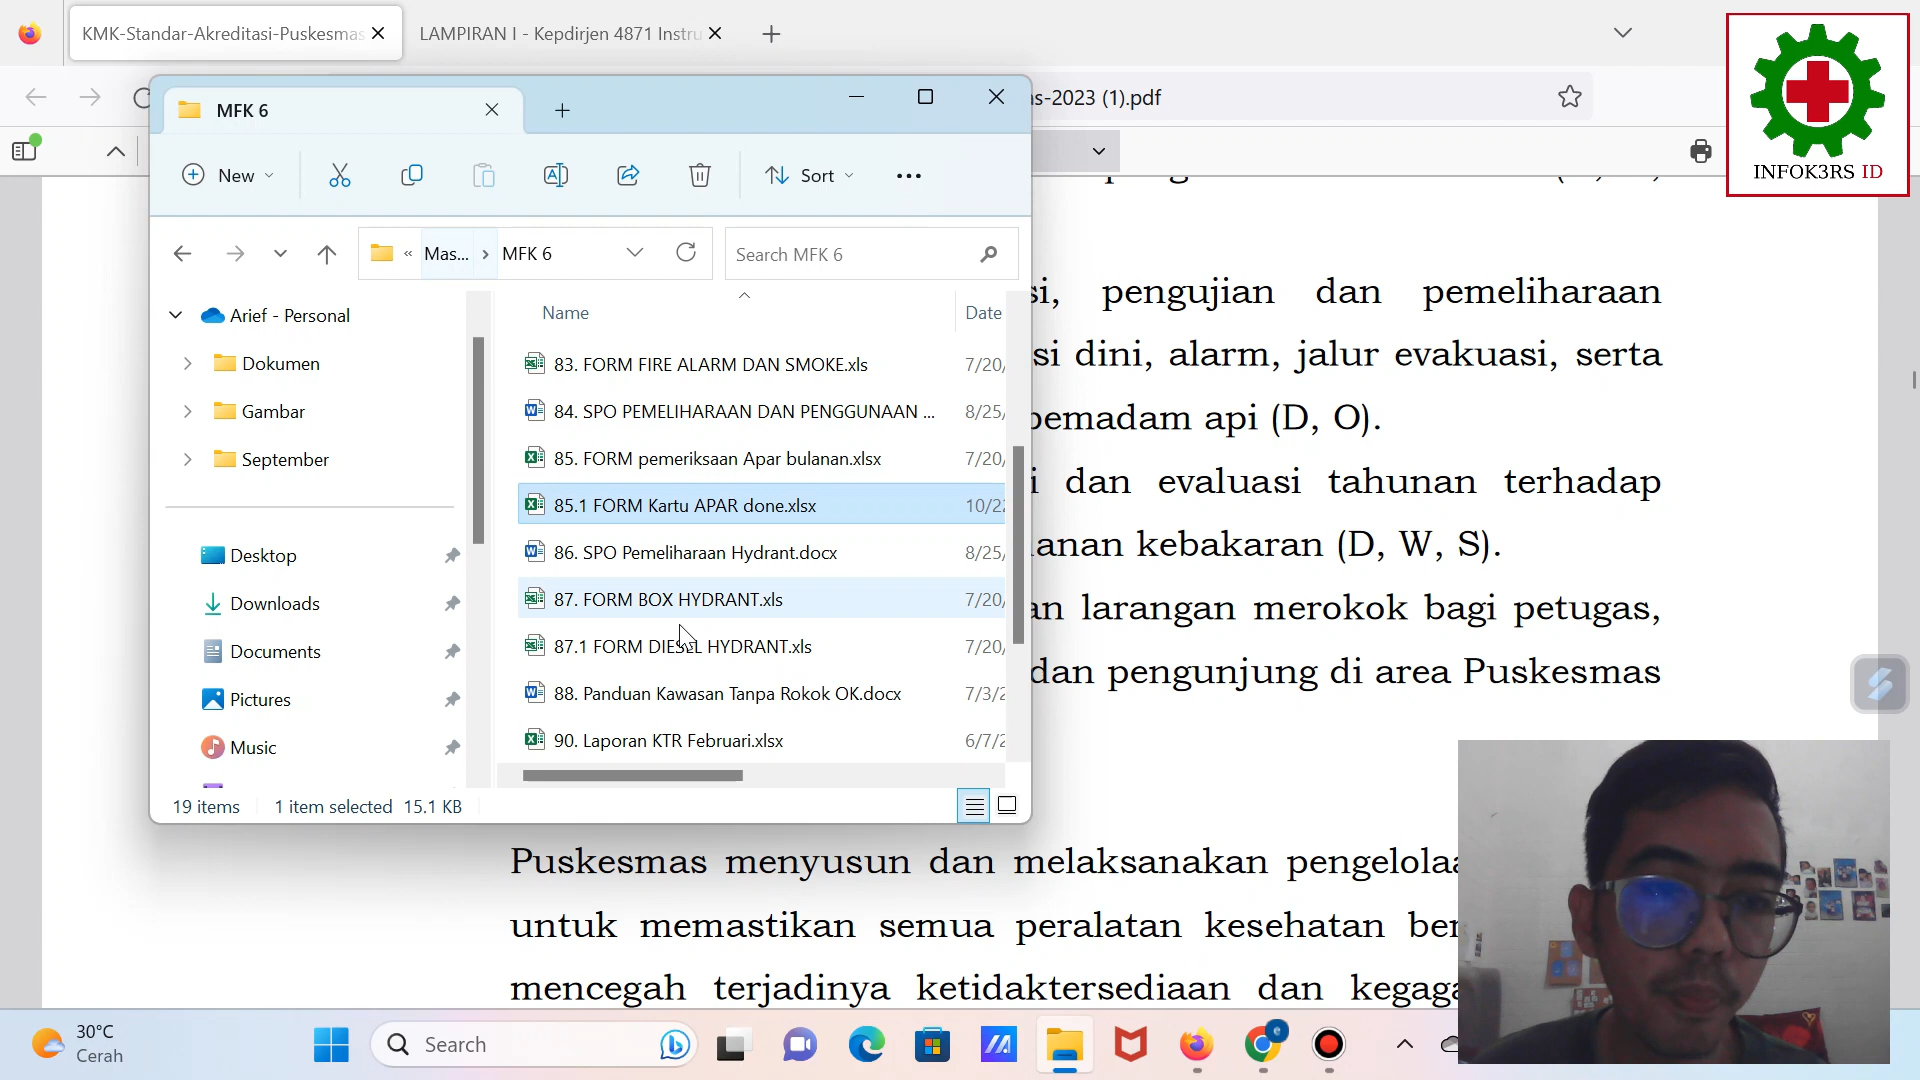 KMK-Standar-Akreditasi-Puskesmas
LAMPIRAN I - Kepdirjen 4871 Instru
s-2023 (1).pdf
INFOK3RS ID
MFK 6
New
Sort
Mas...
MFK 6
Search MFK 6
Arief - Personal
Dokumen
Gambar
September
Desktop
Downloads
Documents
Pictures
Music
Name
Date
83. FORM FIRE ALARM DAN SMOKE.xls
7/20/
84. SPO PEMELIHARAAN DAN PENGGUNAAN ...
8/25/
85. FORM pemeriksaan Apar bulanan.xlsx
7/20/
85.1 FORM Kartu APAR done.xlsx
10/22
86. SPO Pemeliharaan Hydrant.docx
8/25/
87. FORM BOX HYDRANT.xls
7/20/
87.1 FORM DIESEL HYDRANT.xls
7/20/
88. Panduan Kawasan Tanpa Rokok OK.docx
7/3/2
90. Laporan KTR Februari.xlsx
6/7/2
19 items
1 item selected 15.1 KB
si, pengujian dan pemeliharaan
si dini, alarm, jalur evakuasi, serta
pemadam api (D, O).
i dan evaluasi tahunan terhadap
anan kebakaran (D, W, S).
an larangan merokok bagi petugas,
dan pengunjung di area Puskesmas
Puskesmas menyusun dan melaksanakan pengelola
untuk memastikan semua peralatan kesehatan ber
mencegah terjadinya ketidaktersediaan dan kegaga
30°C
Cerah
Search